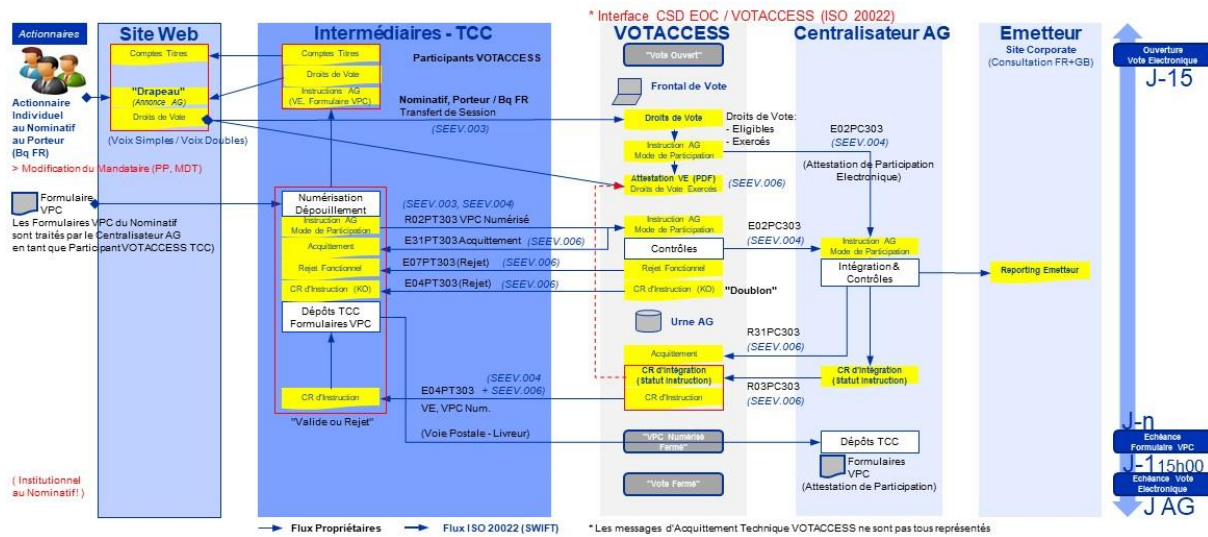 * Interface CSD EOC / VOTACCESS (ISO 20022)
Actionnaires
Site Web
Intermédiaires - TCC
VOTACCESS
Centralisateur AG
Emetteur
Comptes Titres
Comptes Titres
Participants VOTACCESS
"Vote Ouvert"
Site Corporate
(Consultation FR+GB)
Ouverture
Vote Electronique
J-15
Droits de Vote
"Drapeau"
(Annonce AG)
Instructions AG
(VE, Formulaire VPC)
Frontal de Vote
Actionnaire
Individuel
au Nominatif
au Porteur
(Bq FR)
Droits de Vote
(Voix Simples / Voix Doubles)
Nominatif, Porteur / Bq FR
Transfert de Session
(SEEV.003)
Droits de Vote
Droits de Vote:
- Eligibles
- Exercés
E02PC303
(SEEV.004)
Instruction AG
Mode de Participation
(Attestation de Participation
Electronique)
> Modification du Mandataire (PP, MDT)
Attestation VE (PDF)
Droits de Vote Exercés
(SEEV.006)
Formulaire
VPC
Les Formulaires VPC du Nominatif
sont traités par le Centralisateur AG
en tant que Participant VOTACCESS TCC)
Numérisation
Dépouillement
(SEEV.003, SEEV.004)
Instruction AG
Mode de Participation
R02PT303 VPC Numérisé
Instruction AG
Mode de Participation
E02PC303
(SEEV.004)
Acquittement
E31PT303 Acquittement (SEEV.006)
Contrôles
Instruction AG
Mode de Participation
Rejet Fonctionnel
E07PT303 (Rejet) (SEEV.006)
Rejet Fonctionnel
Intégration &
Contrôles
Reporting Emetteur
CR d'Instruction (KO)
E04PT303 (Rejet) (SEEV.006)
CR d'Instruction (KO)
"Doublon"
Dépôts TCC
Formulaires VPC
Urne AG
R31PC303
(SEEV.006)
Acquittement
CR d'Intégration
(Statut Instruction)
CR d'Intégration
(Statut Instruction)
(SEEV.004
+ SEEV.006)
E04PT303
VE, VPC Num.
R03PC303
(SEEV.006)
CR d'Instruction
CR d'Instruction
"Valide ou Rejet"
(Voie Postale - Livreur)
"VPC Numérisé
Fermé"
Dépôts TCC
J-n
Echéance
Formulaire VPC
Formulaires
VPC
(Attestation de Participation)
J-1 15h00
Echéance Vote
Electronique
( Institutionnel
au Nominatif! )
"Vote Fermé"
J AG
Flux Propriétaires
Flux ISO 20022 (SWIFT)
* Les messages d'Acquittement Technique VOTACCESS ne sont pas tous représentés